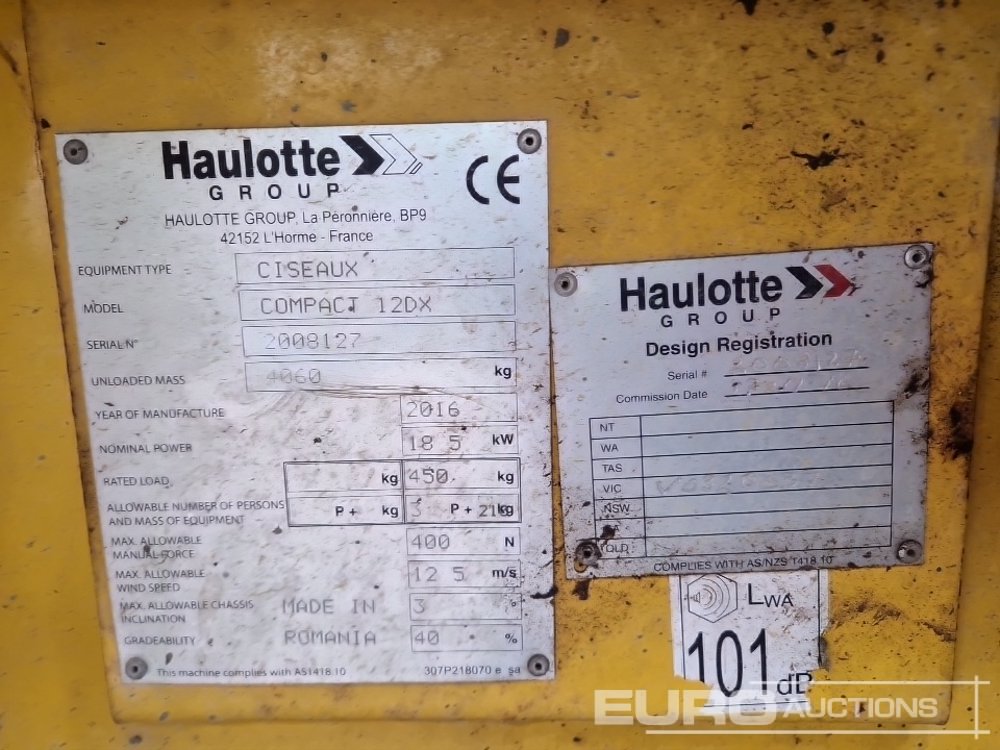 Haulotte
GROUP
CE
HAULOTTE GROUP, La Péronnière, BP9
42152 L'Horme - France
EQUIPMENT TYPE CISEAUX
MODEL COMPACT 12DX
SERIAL N° 2008127
UNLOADED MASS 4060 kg
YEAR OF MANUFACTURE 2016
NOMINAL POWER 18 5 kW
RATED LOAD kg 450 kg
ALLOWABLE NUMBER OF PERSONS
AND MASS OF EQUIPMENT P + kg 3 P + kg
MAX. ALLOWABLE
MANUAL FORCE 400 N
MAX. ALLOWABLE
WIND SPEED 12 5 m/s
MAX. ALLOWABLE CHASSIS
INCLINATION MADE IN 3 °
GRADEABILITY ROMANIA 40 %
This machine complies with AS1418.10 307P218070 e sa
Haulotte
GROUP
Design Registration
Serial #
Commission Date
NT
WA
TAS
VIC
NSW
QLD
COMPLIES WITH AS/NZS 1418.10
LWA
101 dB
EURO AUCTIONS